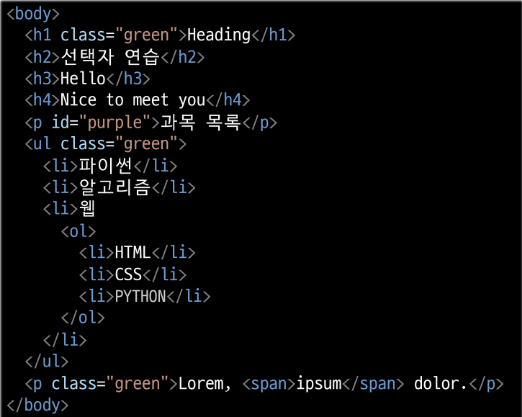 <body>
<h1 class="green">Heading</h1>
<h2>선택자 연습</h2>
<h3>Hello</h3>
<h4>Nice to meet you</h4>
<p id="purple">과목 목록</p>
<ul class="green">
<li>파이썬</li>
<li>알고리즘</li>
<li>웹
<ol>
<li>HTML</li>
<li>CSS</li>
<li>PYTHON</li>
</ol>
</li>
</ul>
<p class="green">Lorem, <span>ipsum</span> dolor.</p>
</body>